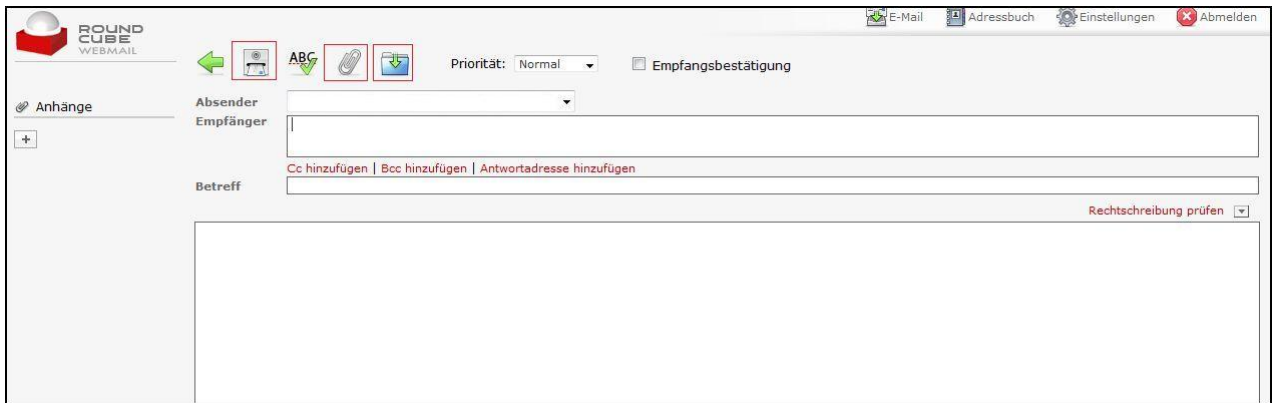 E-Mail Adressbuch Einstellungen Abmelden
ROUND
CUBE
WEBMAIL
ABC Priorität: Normal Empfangsbestätigung
Anhänge
+
Absender
Empfänger
Cc hinzufügen | Bcc hinzufügen | Antwortadresse hinzufügen
Betreff
Rechtschreibung prüfen